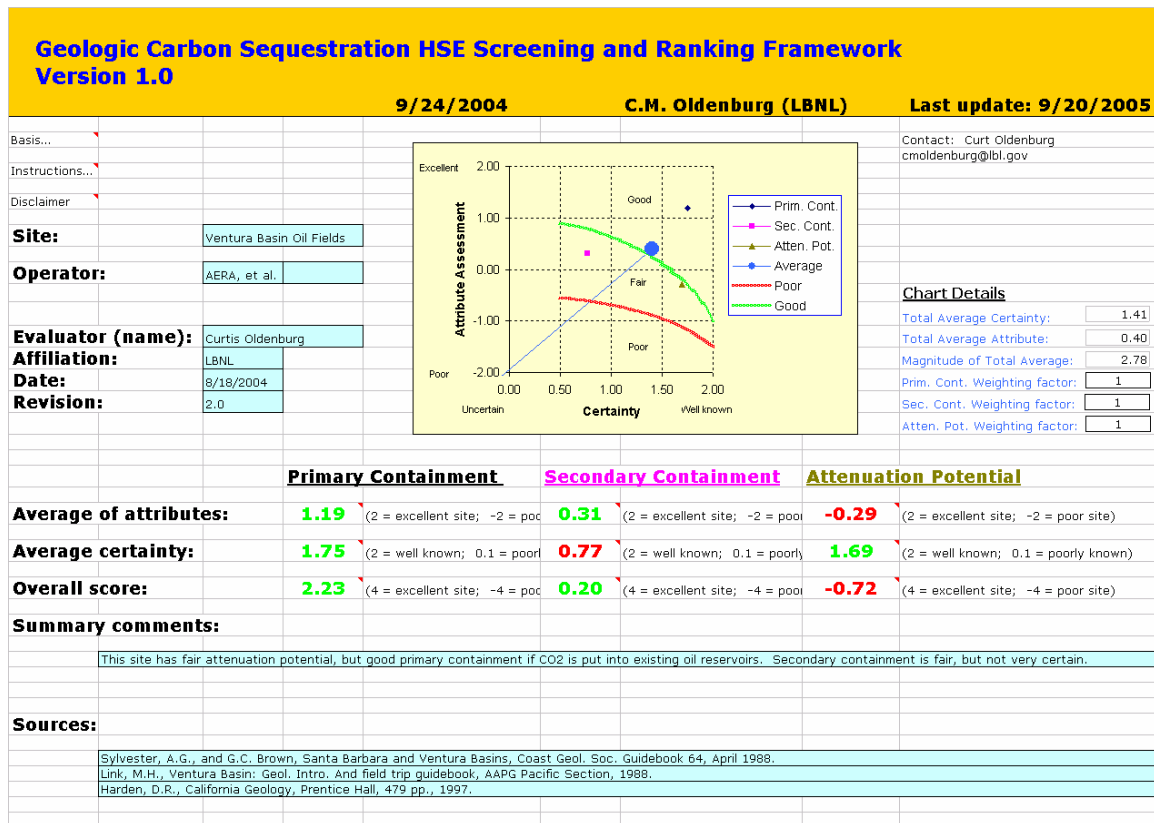 Geologic Carbon Sequestration HSE Screening and Ranking Framework
Version 1.0
9/24/2004 C.M. Oldenburg (LBNL) Last update: 9/20/2005
Basis...
Contact: Curt Oldenburg
cmoldenburg@lbl.gov
Instructions...
Disclaimer
Site: Ventura Basin Oil Fields
Operator: AERA, et al.
Evaluator (name): Curtis Oldenburg
Affiliation: LBNL
Date: 8/18/2004
Revision: 2.0
Excellent
2.00
1.00
0.00
-1.00
-2.00
Poor
Attribute Assessment
Good
Fair
Poor
0.00 0.50 1.00 1.50 2.00
Uncertain Certainty Well known
Prim. Cont.
Sec. Cont.
Atten. Pot.
Average
Poor
Good
Chart Details
Total Average Certainty: 1.41
Total Average Attribute: 0.40
Magnitude of Total Average: 2.78
Prim. Cont. Weighting factor: 1
Sec. Cont. Weighting factor: 1
Atten. Pot. Weighting factor: 1
Primary Containment Secondary Containment Attenuation Potential
Average of attributes: 1.19 (2 = excellent site; -2 = poo 0.31 (2 = excellent site; -2 = poor -0.29 (2 = excellent site; -2 = poor site)
Average certainty: 1.75 (2 = well known; 0.1 = poorl 0.77 (2 = well known; 0.1 = poorly 1.69 (2 = well known; 0.1 = poorly known)
Overall score: 2.23 (4 = excellent site; -4 = poo 0.20 (4 = excellent site; -4 = poor -0.72 (4 = excellent site; -4 = poor site)
Summary comments:
This site has fair attenuation potential, but good primary containment if CO2 is put into existing oil reservoirs. Secondary containment is fair, but not very certain.
Sources:
Sylvester, A.G., and G.C. Brown, Santa Barbara and Ventura Basins, Coast Geol. Soc. Guidebook 64, April 1988.
Link, M.H., Ventura Basin: Geol. Intro. And field trip guidebook, AAPG Pacific Section, 1988.
Harden, D.R., California Geology, Prentice Hall, 479 pp., 1997.